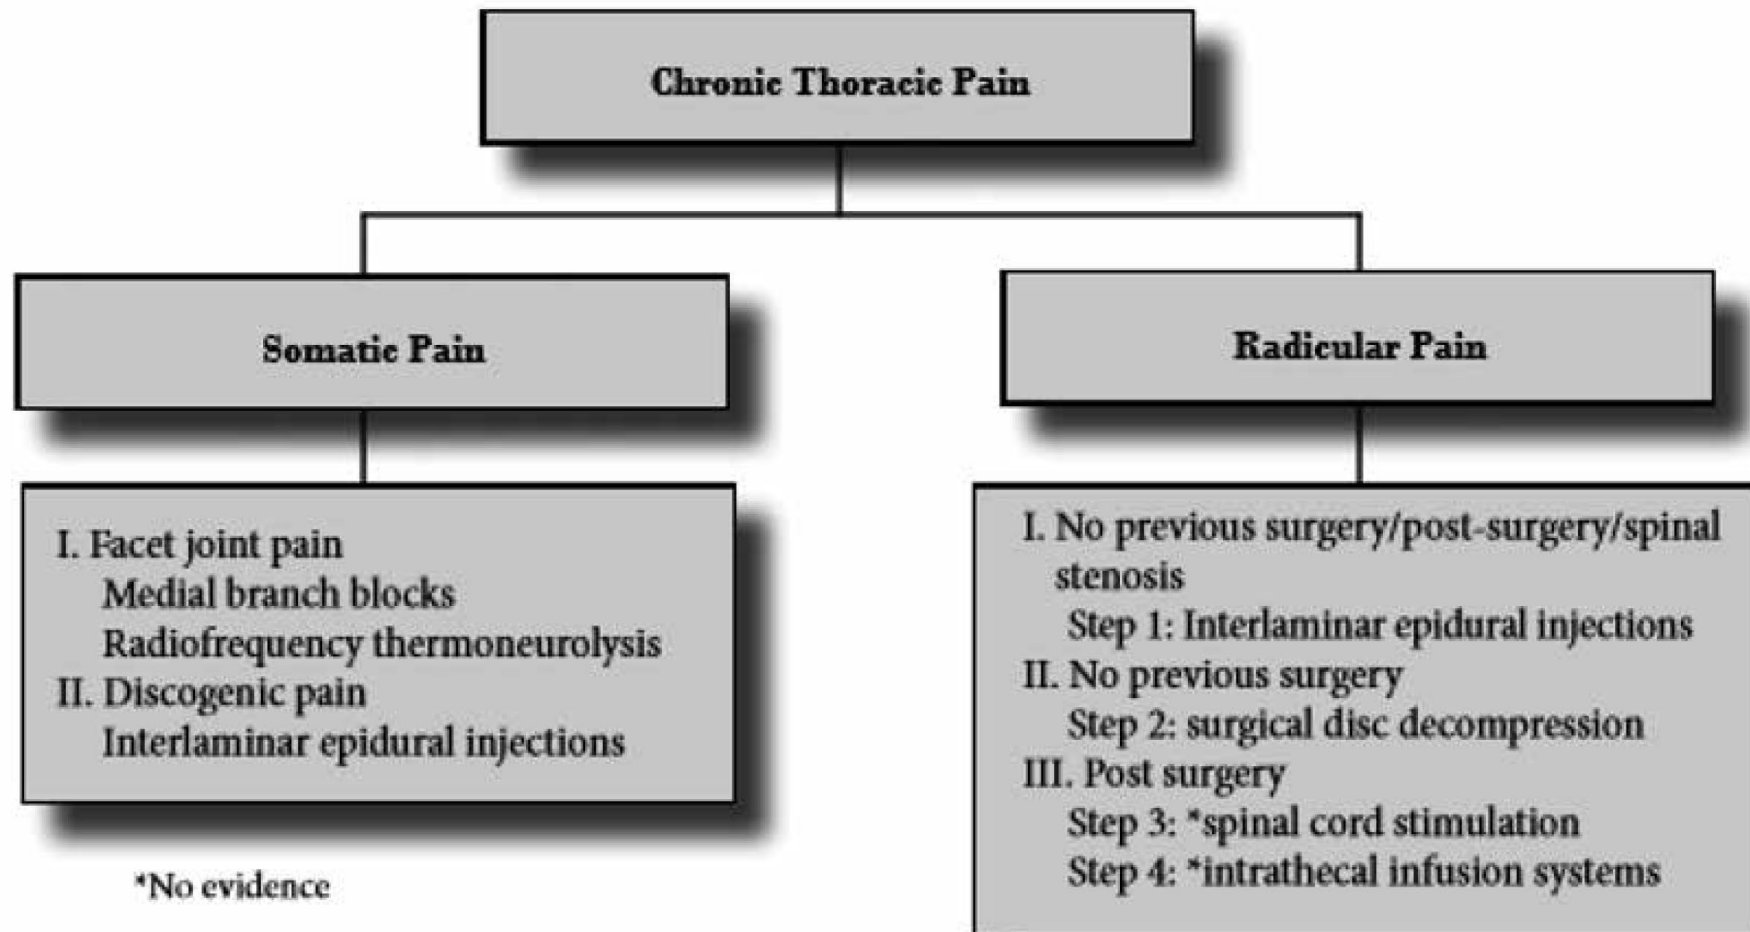 Chronic Thoracic Pain
Somatic Pain
Radicular Pain
I. Facet joint pain
Medial branch blocks
Radiofrequency thermoneurolysis
II. Discogenic pain
Interlaminar epidural injections
*No evidence
I. No previous surgery/post-surgery/spinal
stenosis
Step 1: Interlaminar epidural injections
II. No previous surgery
Step 2: surgical disc decompression
III. Post surgery
Step 3: *spinal cord stimulation
Step 4: *intrathecal infusion systems